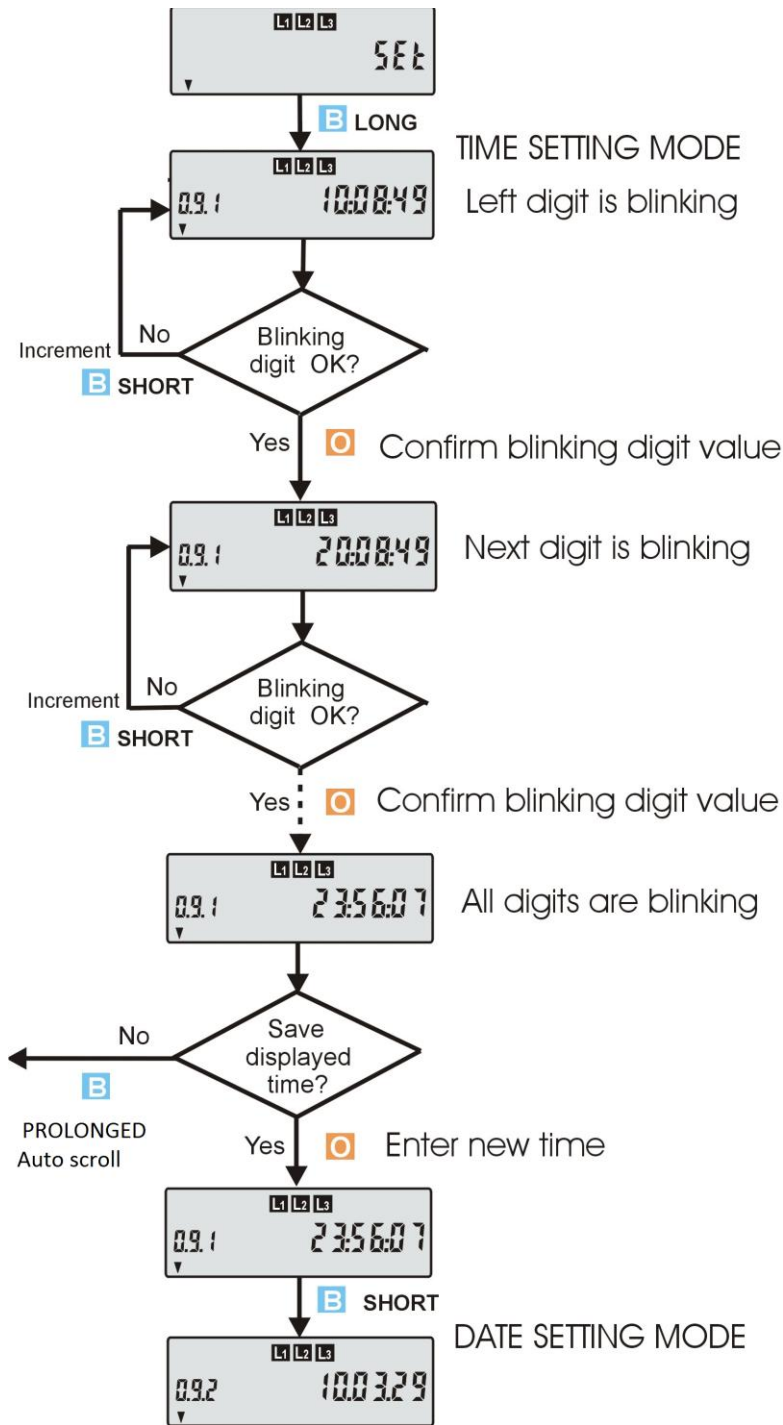 L1 L2 L3
SEt
B LONG
TIME SETTING MODE
L1 L2 L3
0.9.1 10:08:49
Left digit is blinking
No
Blinking
digit OK?
Increment
B SHORT
Yes O Confirm blinking digit value
L1 L2 L3
0.9.1 20:08:49
Next digit is blinking
No
Blinking
digit OK?
Increment
B SHORT
Yes O Confirm blinking digit value
L1 L2 L3
0.9.1 23:56:07
All digits are blinking
No
Save
displayed
time?
B
PROLONGED
Auto scroll
Yes O Enter new time
L1 L2 L3
0.9.1 23:56:07
B SHORT
DATE SETTING MODE
L1 L2 L3
0.9.2 10.03.29